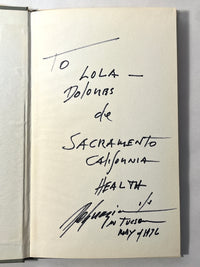 TO
LOLA —
DOLORES
de
SACRAMENTO
CALIFORNIA
HEALTH
IN TUCSON
MAY 1976